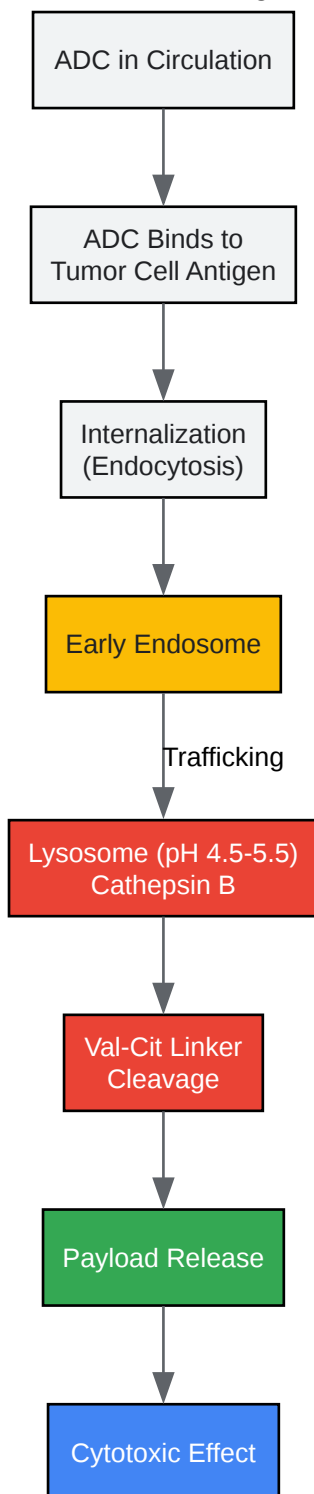 ADC in Circulation
ADC Binds to
Tumor Cell Antigen
Internalization
(Endocytosis)
Early Endosome
Trafficking
Lysosome (pH 4.5-5.5)
Cathepsin B
Val-Cit Linker
Cleavage
Payload Release
Cytotoxic Effect